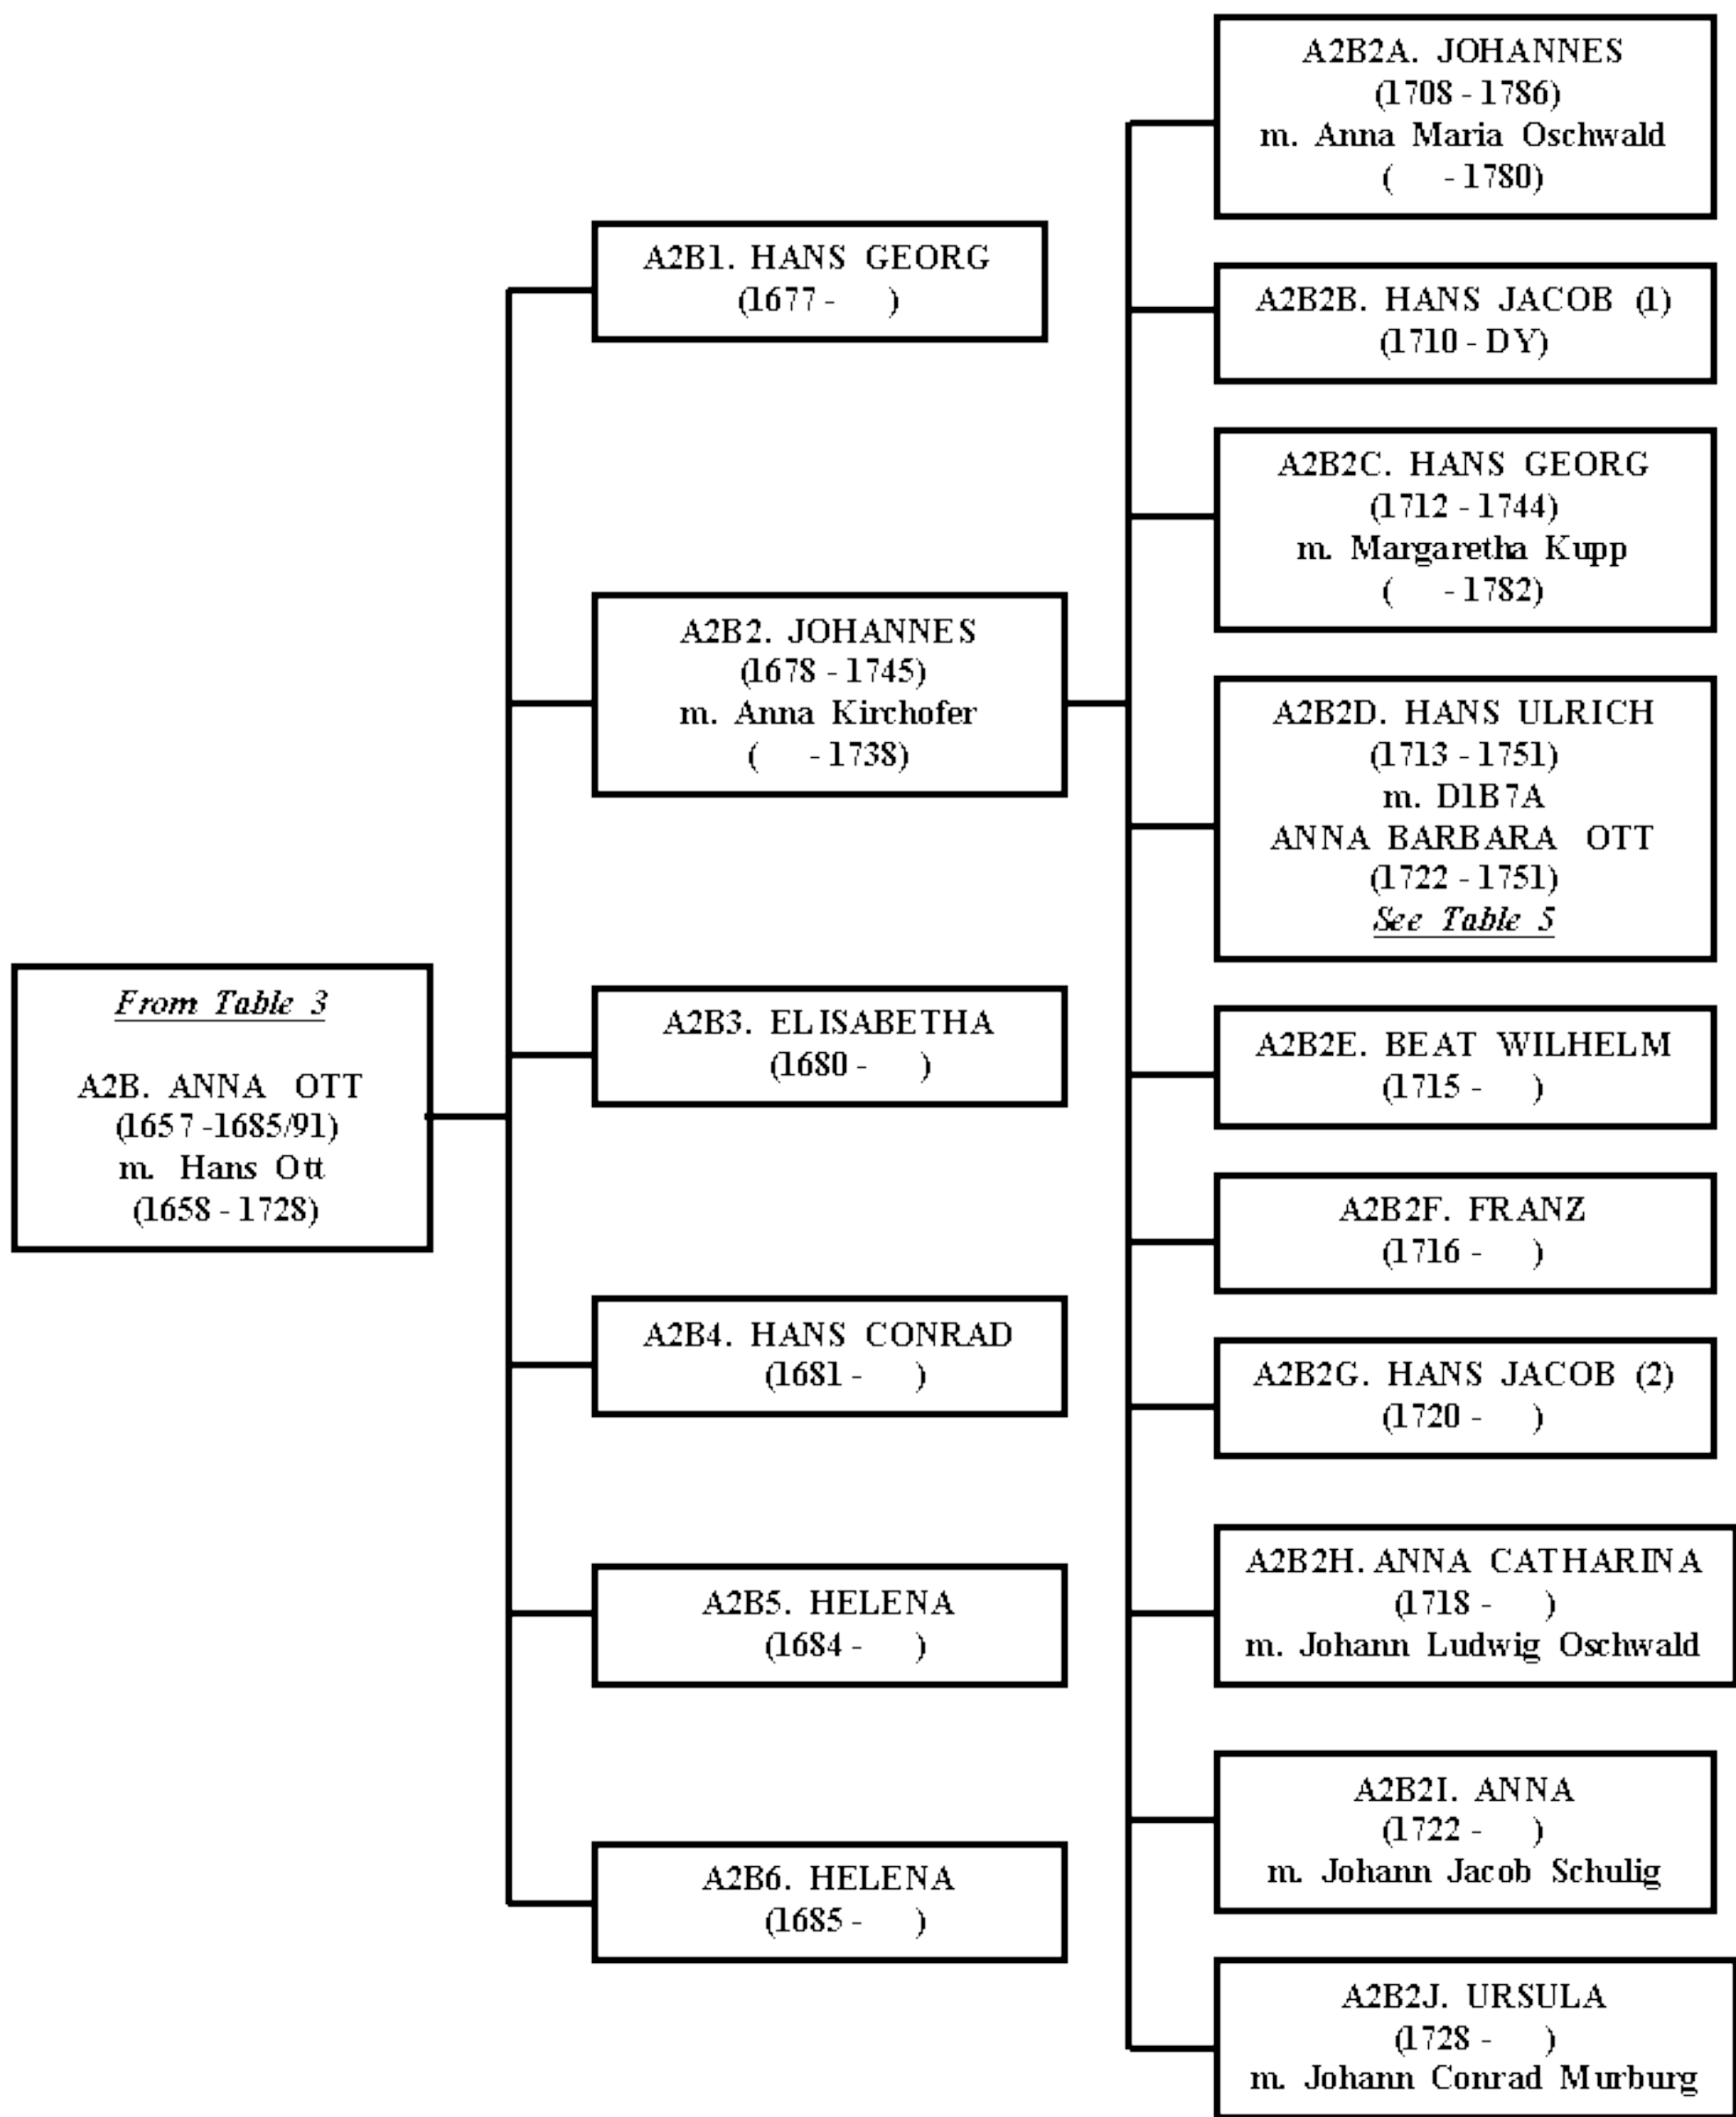 From Table 3
A2B. ANNA OTT
(1657 -1685/91)
m. Hans Ott
(1658 - 1728)
A2B1. HANS GEORG
(1677 - )
A2B2. JOHANNES
(1678 - 1745)
m. Anna Kirchofer
( - 1738)
A2B3. ELISABETHA
(1680 - )
A2B4. HANS CONRAD
(1681 - )
A2B5. HELENA
(1684 - )
A2B6. HELENA
(1685 - )
A2B2A. JOHANNES
(1708 - 1786)
m. Anna Maria Oschwald
( - 1780)
A2B2B. HANS JACOB (1)
(1710 - DY)
A2B2C. HANS GEORG
(1712 - 1744)
m. Margaretha Kupp
( - 1782)
A2B2D. HANS ULRICH
(1713 - 1751)
m. D1B7A
ANNA BARBARA OTT
(1722 - 1751)
See Table 5
A2B2E. BEAT WILHELM
(1715 - )
A2B2F. FRANZ
(1716 - )
A2B2G. HANS JACOB (2)
(1720 - )
A2B2H. ANNA CATHARINA
(1718 - )
m. Johann Ludwig Oschwald
A2B2I. ANNA
(1722 - )
m. Johann Jacob Schulig
A2B2J. URSULA
(1728 - )
m. Johann Conrad Murburg